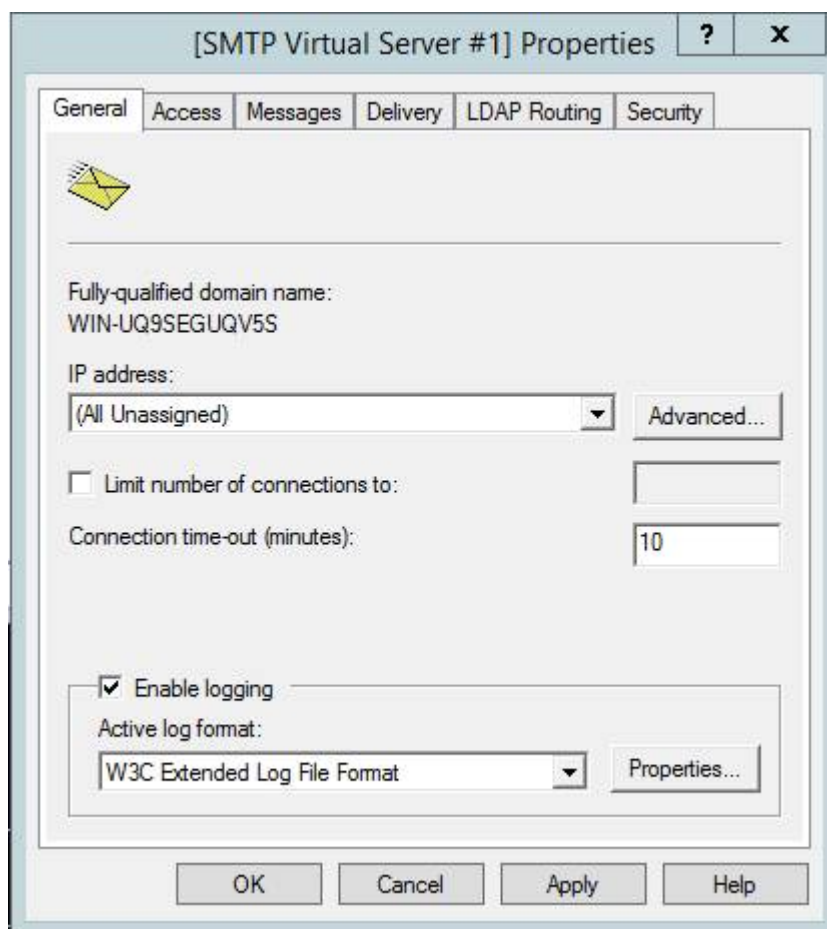 [SMTP Virtual Server #1] Properties ? x
General Access Messages Delivery LDAP Routing Security
Fully-qualified domain name:
WIN-UQ9SEGUQV5S
IP address:
(All Unassigned) Advanced...
Limit number of connections to:
Connection time-out (minutes): 10
Enable logging
Active log format:
W3C Extended Log File Format Properties...
OK Cancel Apply Help